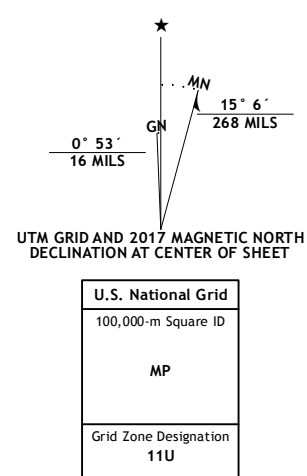 ★
MN
GN
15° 6´
268 MILS
0° 53´
16 MILS
UTM GRID AND 2017 MAGNETIC NORTH
DECLINATION AT CENTER OF SHEET
U.S. National Grid
100,000-m Square ID
MP
Grid Zone Designation
11U